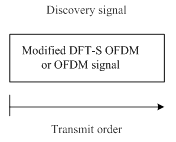 Discovery signal
Modified DFT-S OFDM
or OFDM signal
Transmit order